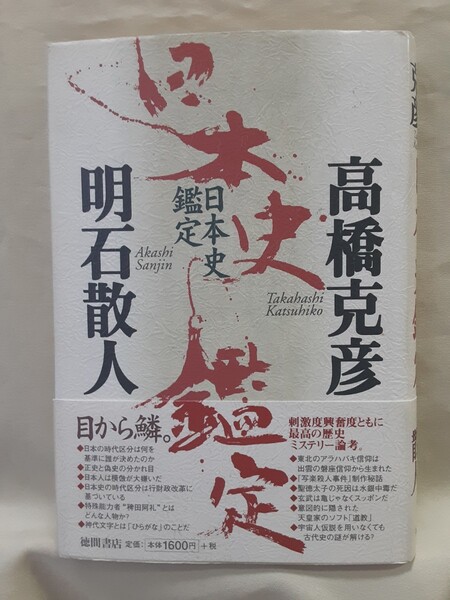 日本史鑑定
日本史
鑑定
高橋克彦
Takahashi
Katsuhiko
明石散人
Akashi
Sanjin
刺激度興奮度ともに
最高の歴史
ミステリー論考。
◆東北のアラハバキ信仰は
出雲の磐座信仰から生まれた
◆「写楽殺人事件」制作秘話
◆聖徳太子の死因は水銀中毒だ
◆玄武は亀じゃなくスッポンだ
◆意図的に隠された
天皇家のソフト「道教」
◆宇宙人仮説を用いなくても
古代史の謎が解ける?
目から鱗。
◆日本の時代区分は何を
基準に誰が決めたのか
◆正史と偽史の分かれ目
◆日本人は模倣が大嫌いだ
◆日本史の時代区分は行財政改革に
基づいている
◆特殊能力者“稗田阿礼”とは
どんな人物か?
◆神代文字とは「ひらがな」のことだ
徳間書店 定価:本体1600円+税